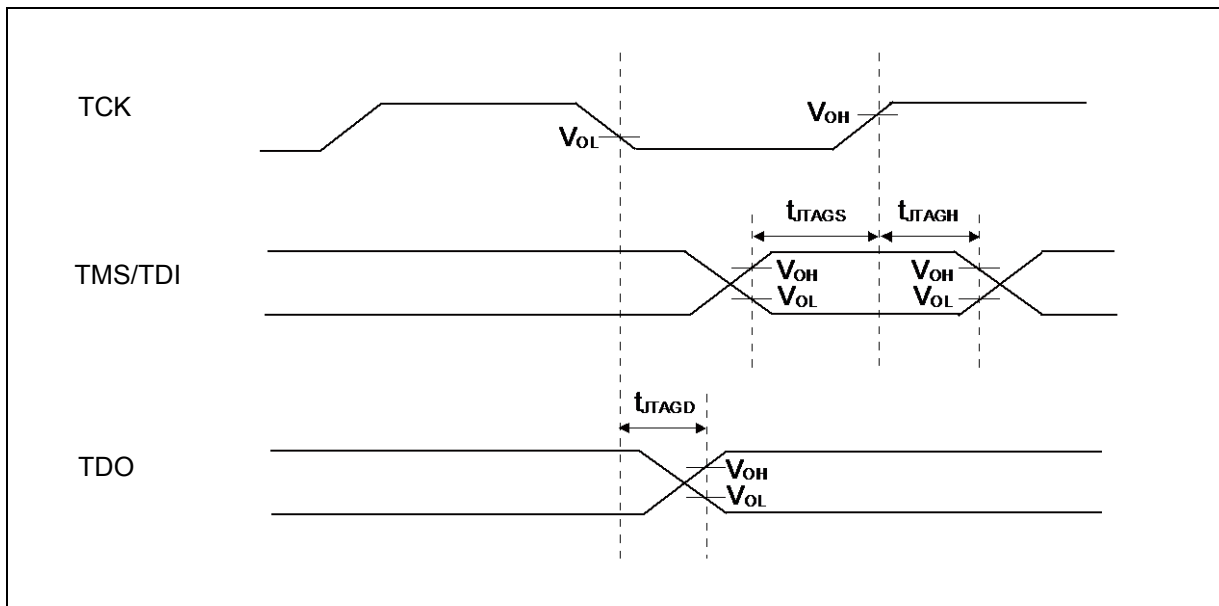 TCK
VOL
VOH
tJTAGS
tJTAGH
TMS/TDI
VOH
VOL
VOH
VOL
tJTAGD
TDO
VOH
VOL